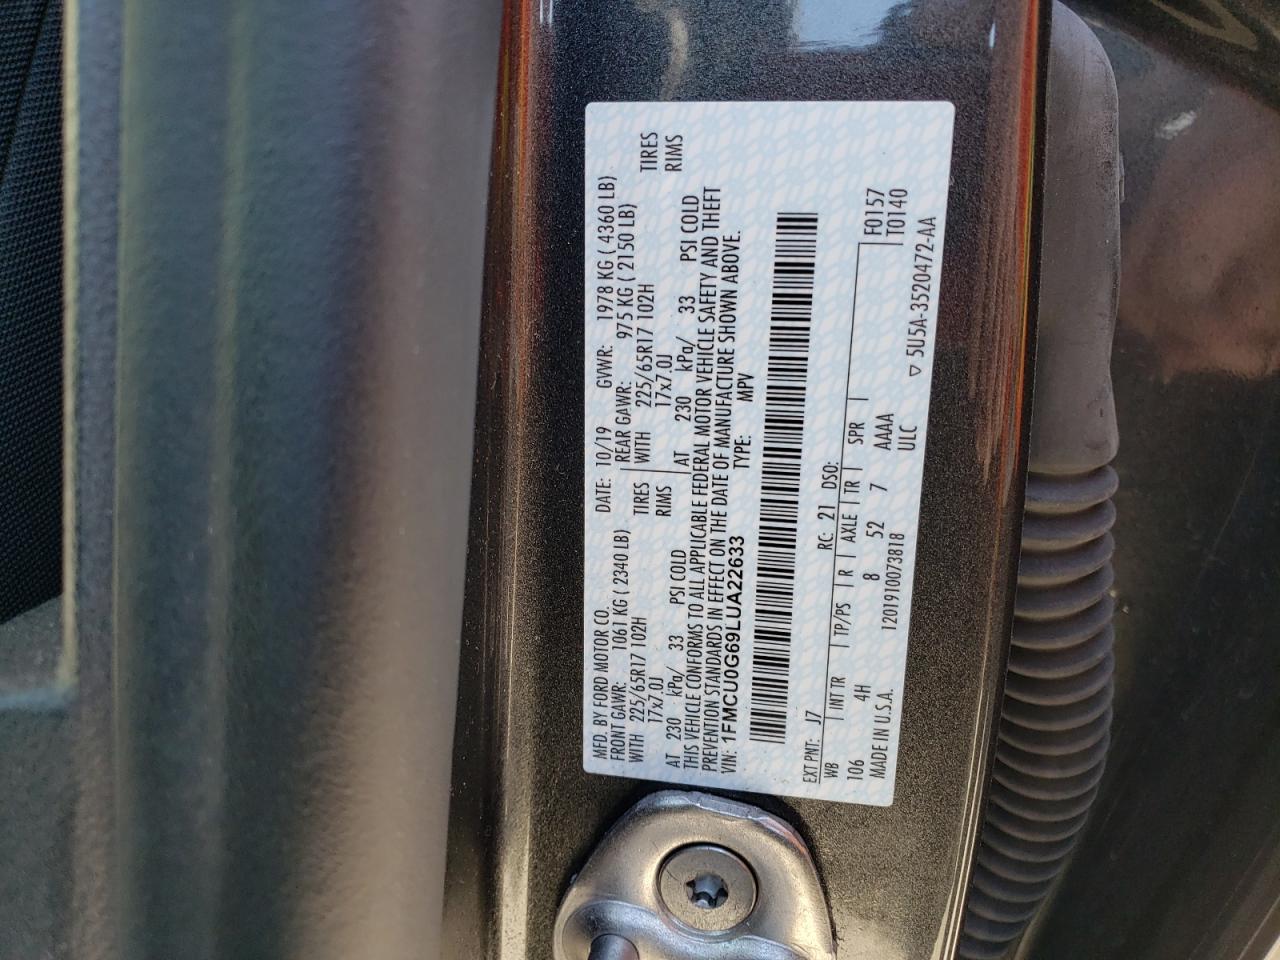 MFD. BY FORD MOTOR CO. DATE: 10/19 GVWR: 1978 KG ( 4360 LB)
FRONT GAWR: 1061 KG ( 2340 LB) REAR GAWR: 975 KG ( 2150 LB)
WITH 225/65R17 102H TIRES WITH 225/65R17 102H TIRES
17x7.0J RIMS 17x7.0J RIMS
AT 230 kPa/ 33 PSI COLD AT 230 kPa/ 33 PSI COLD
THIS VEHICLE CONFORMS TO ALL APPLICABLE FEDERAL MOTOR VEHICLE SAFETY AND THEFT
PREVENTION STANDARDS IN EFFECT ON THE DATE OF MANUFACTURE SHOWN ABOVE.
VIN: 1FMCU0G69LUA22633 TYPE: MPV
EXT PNT: J7 RC: 21 DSO:
WB INT TR TP/PS R AXLE TR SPR F0157
106 4H 8 52 7 AAAA T0140
MADE IN U.S.A. 1201910073818 ULC
▽ 5U5A-3520472-AA